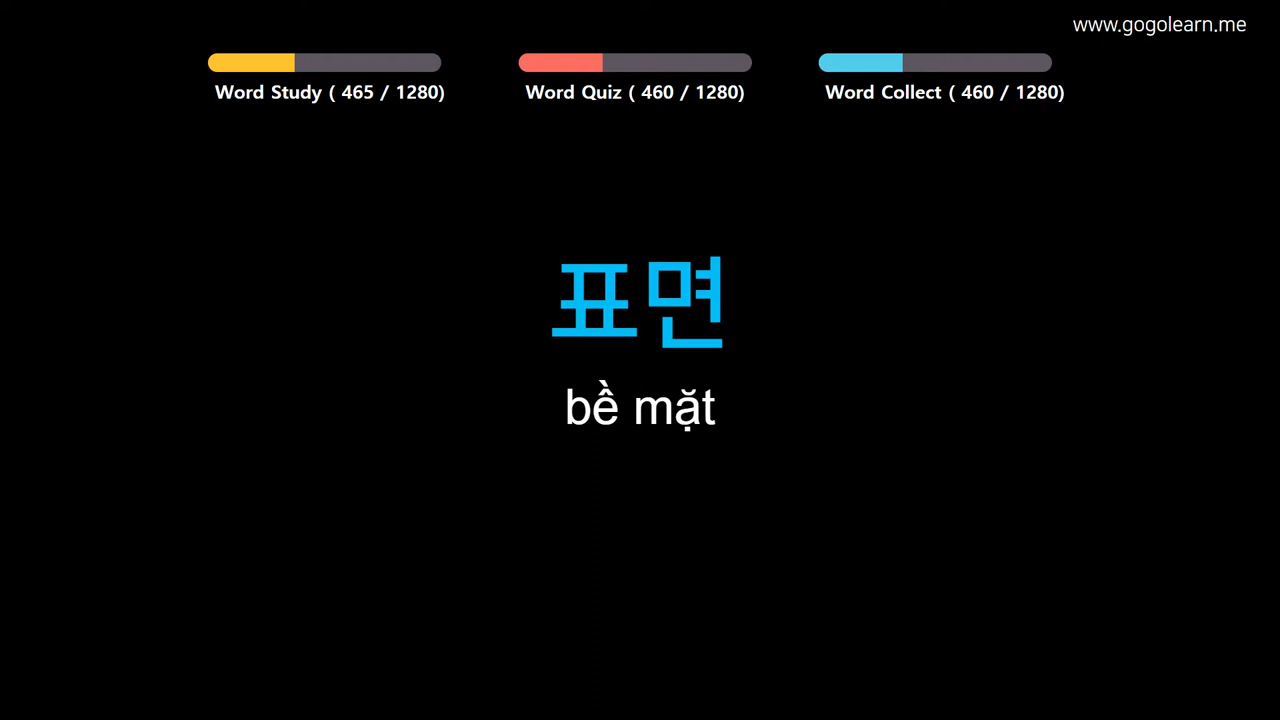 www.gogolearn.me
Word Study ( 465 / 1280)
Word Quiz ( 460 / 1280)
Word Collect ( 460 / 1280)
표면
bề mặt